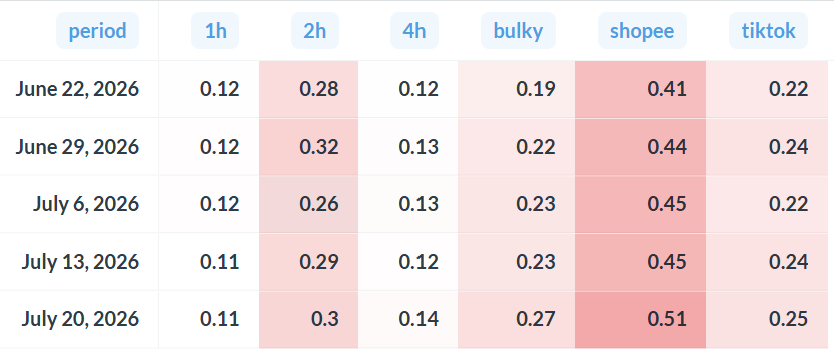 period 1h 2h 4h bulky shopee tiktok
June 22, 2026 0.12 0.28 0.12 0.19 0.41 0.22
June 29, 2026 0.12 0.32 0.13 0.22 0.44 0.24
July 6, 2026 0.12 0.26 0.13 0.23 0.45 0.22
July 13, 2026 0.11 0.29 0.12 0.23 0.45 0.24
July 20, 2026 0.11 0.3 0.14 0.27 0.51 0.25